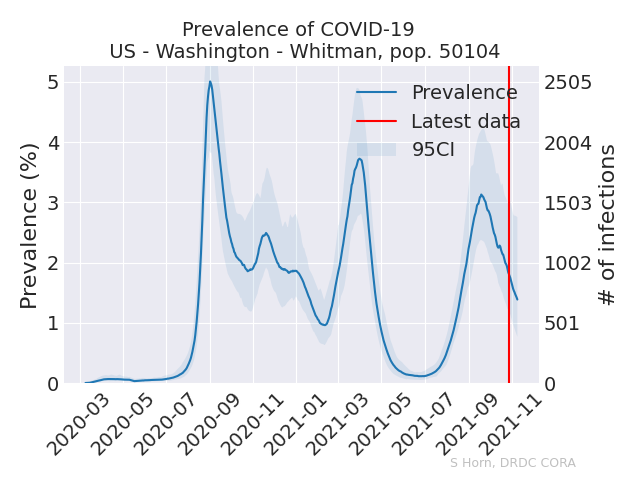 Prevalence of COVID-19
US - Washington - Whitman, pop. 50104
Prevalence
Latest data
95CI
Prevalence (%)
5
4
3
2
1
0
# of infections
2505
2004
1503
1002
501
0
2020-03
2020-05
2020-07
2020-09
2020-11
2021-01
2021-03
2021-05
2021-07
2021-09
2021-11
S Horn, DRDC CORA